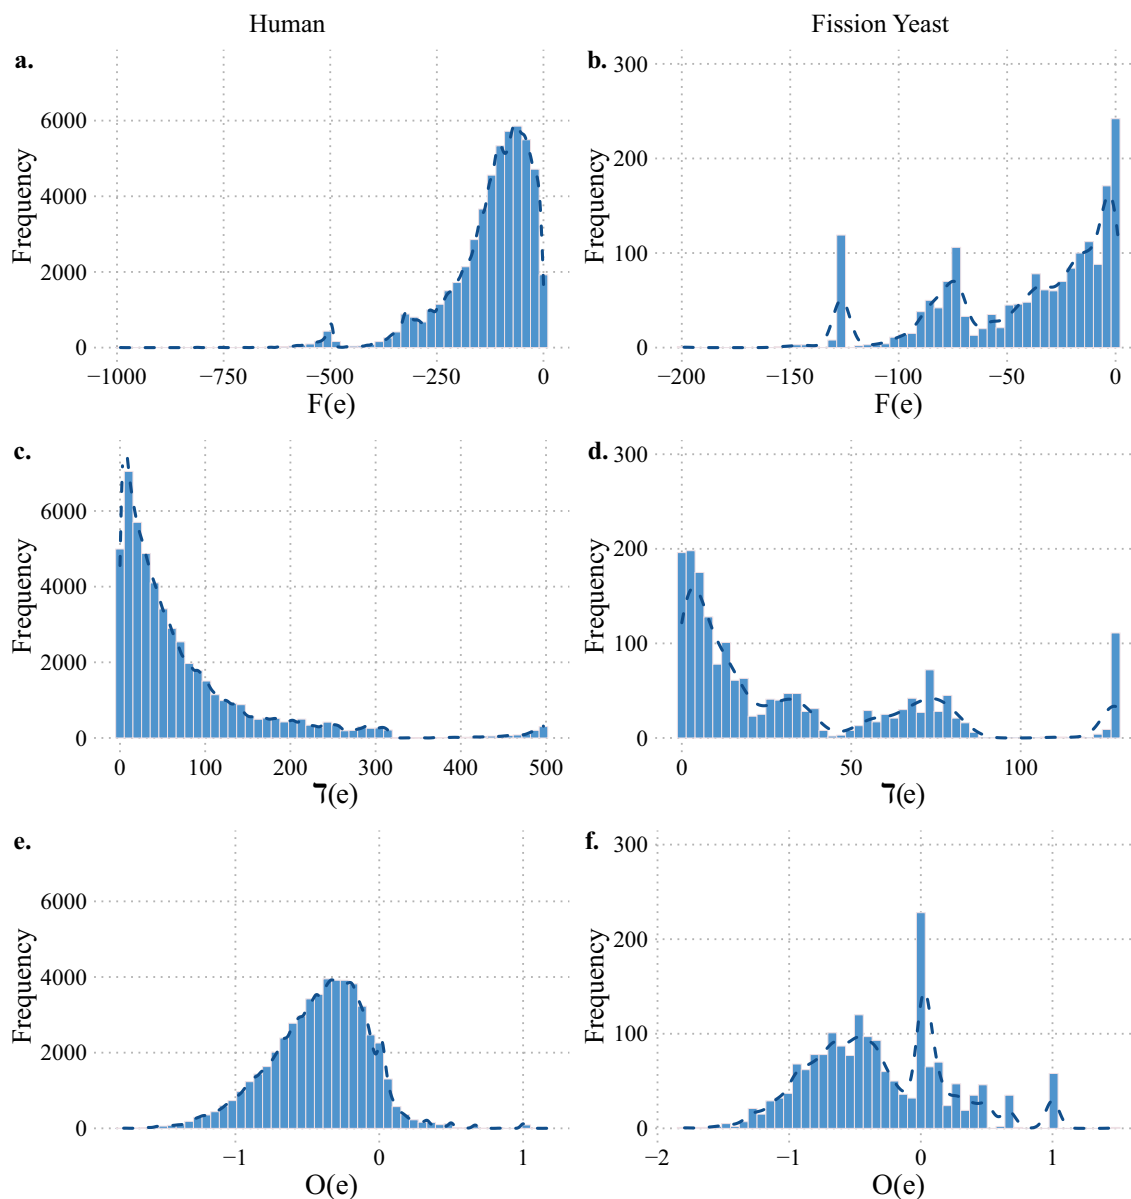 Human
Fission Yeast
a.
b.
Frequency
6000
4000
2000
0
−1000
−750
−500
−250
0
F(e)
Frequency
300
200
100
0
−200
−150
−100
−50
0
F(e)
c.
d.
Frequency
6000
4000
2000
0
0
100
200
300
400
500
ℸ(e)
Frequency
300
200
100
0
0
50
100
ℸ(e)
e.
f.
Frequency
6000
4000
2000
0
−1
0
1
O(e)
Frequency
300
200
100
0
−2
−1
0
1
O(e)